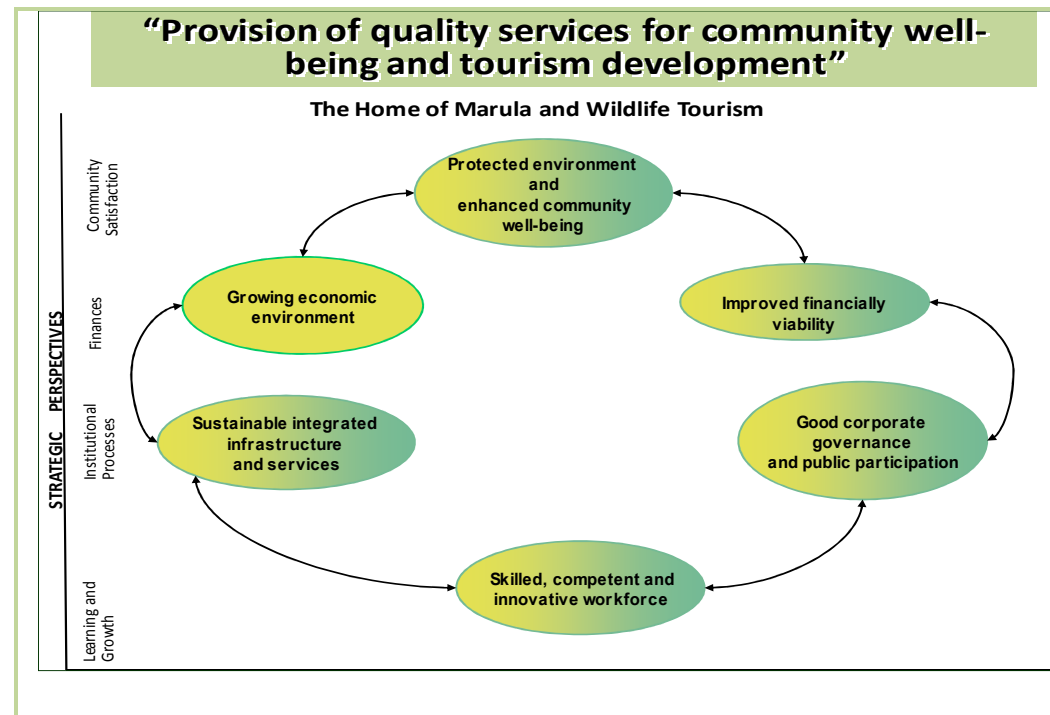 “Provision of quality services for community well-
being and tourism development”
The Home of Marula and Wildlife Tourism
STRATEGIC PERSPECTIVES
Community
Satisfaction
Protected environment
and
enhanced community
well-being
Finances
Growing economic
environment
Improved financially
viability
Institutional
Processes
Sustainable integrated
infrastructure
and services
Good corporate
governance
and public participation
Learning and
Growth
Skilled, competent and
innovative workforce